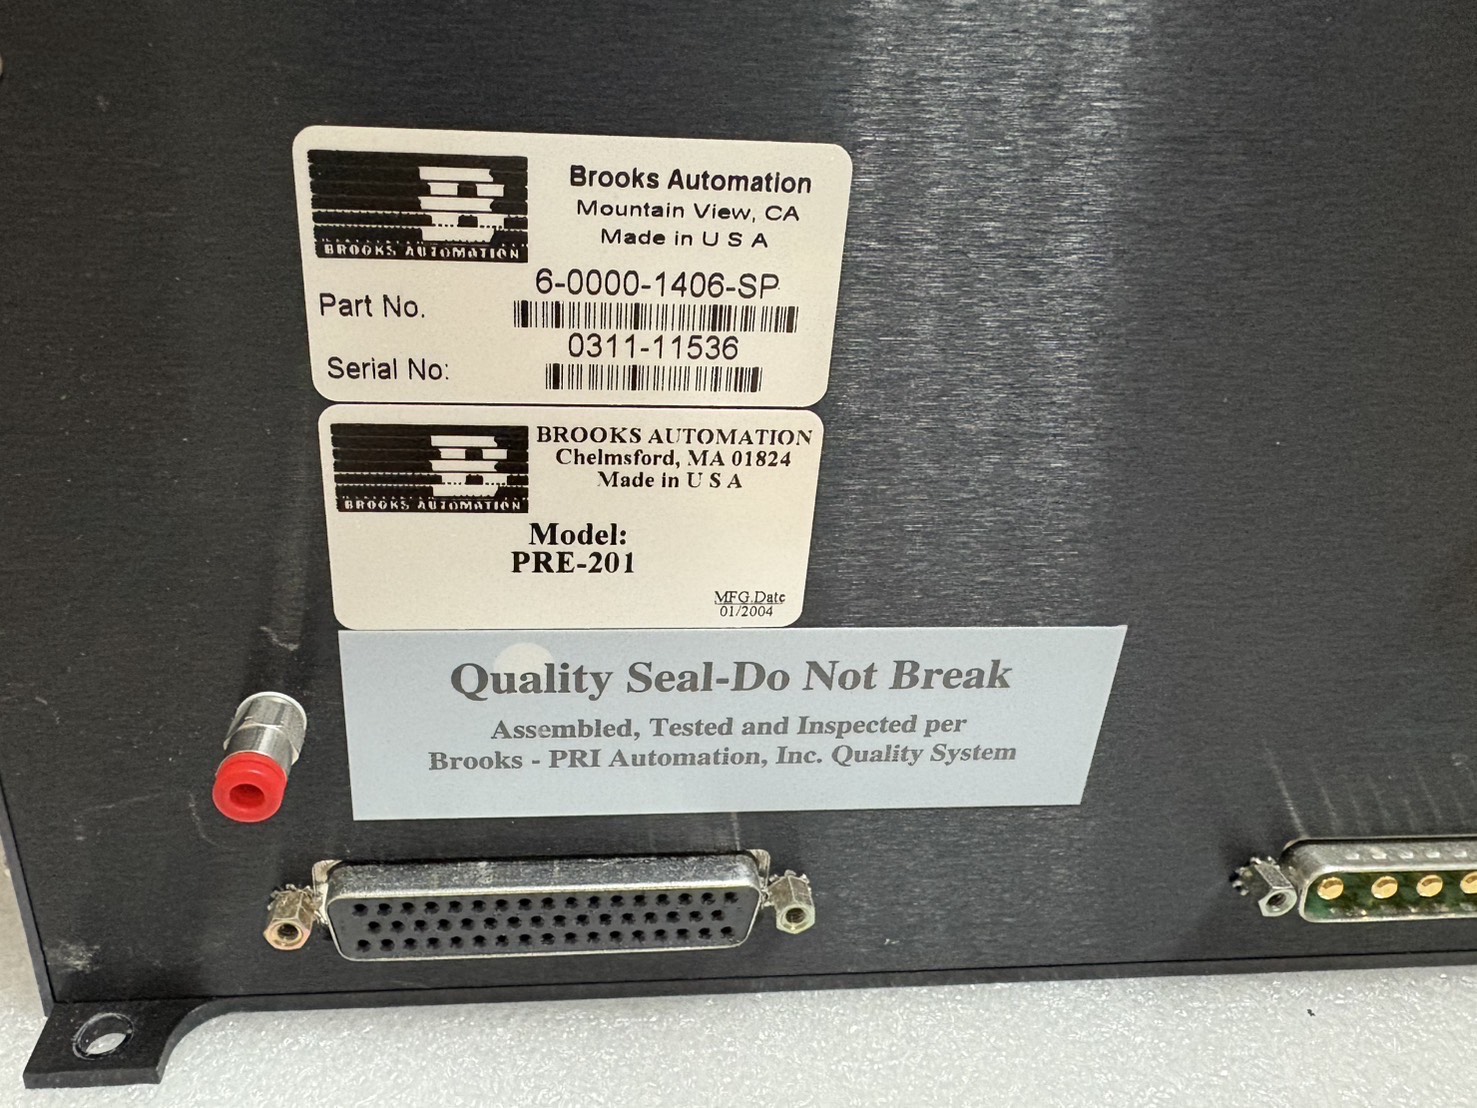 BROOKS AUTOMATION
Brooks Automation
Mountain View, CA
Made in U S A
6-0000-1406-SP
Part No.
0311-11536
Serial No:
BROOKS AUTOMATION
BROOKS AUTOMATION
Chelmsford, MA 01824
Made in U S A
Model:
PRE-201
MFG.Date
01/2004
Quality Seal-Do Not Break
Assembled, Tested and Inspected per
Brooks - PRI Automation, Inc. Quality System